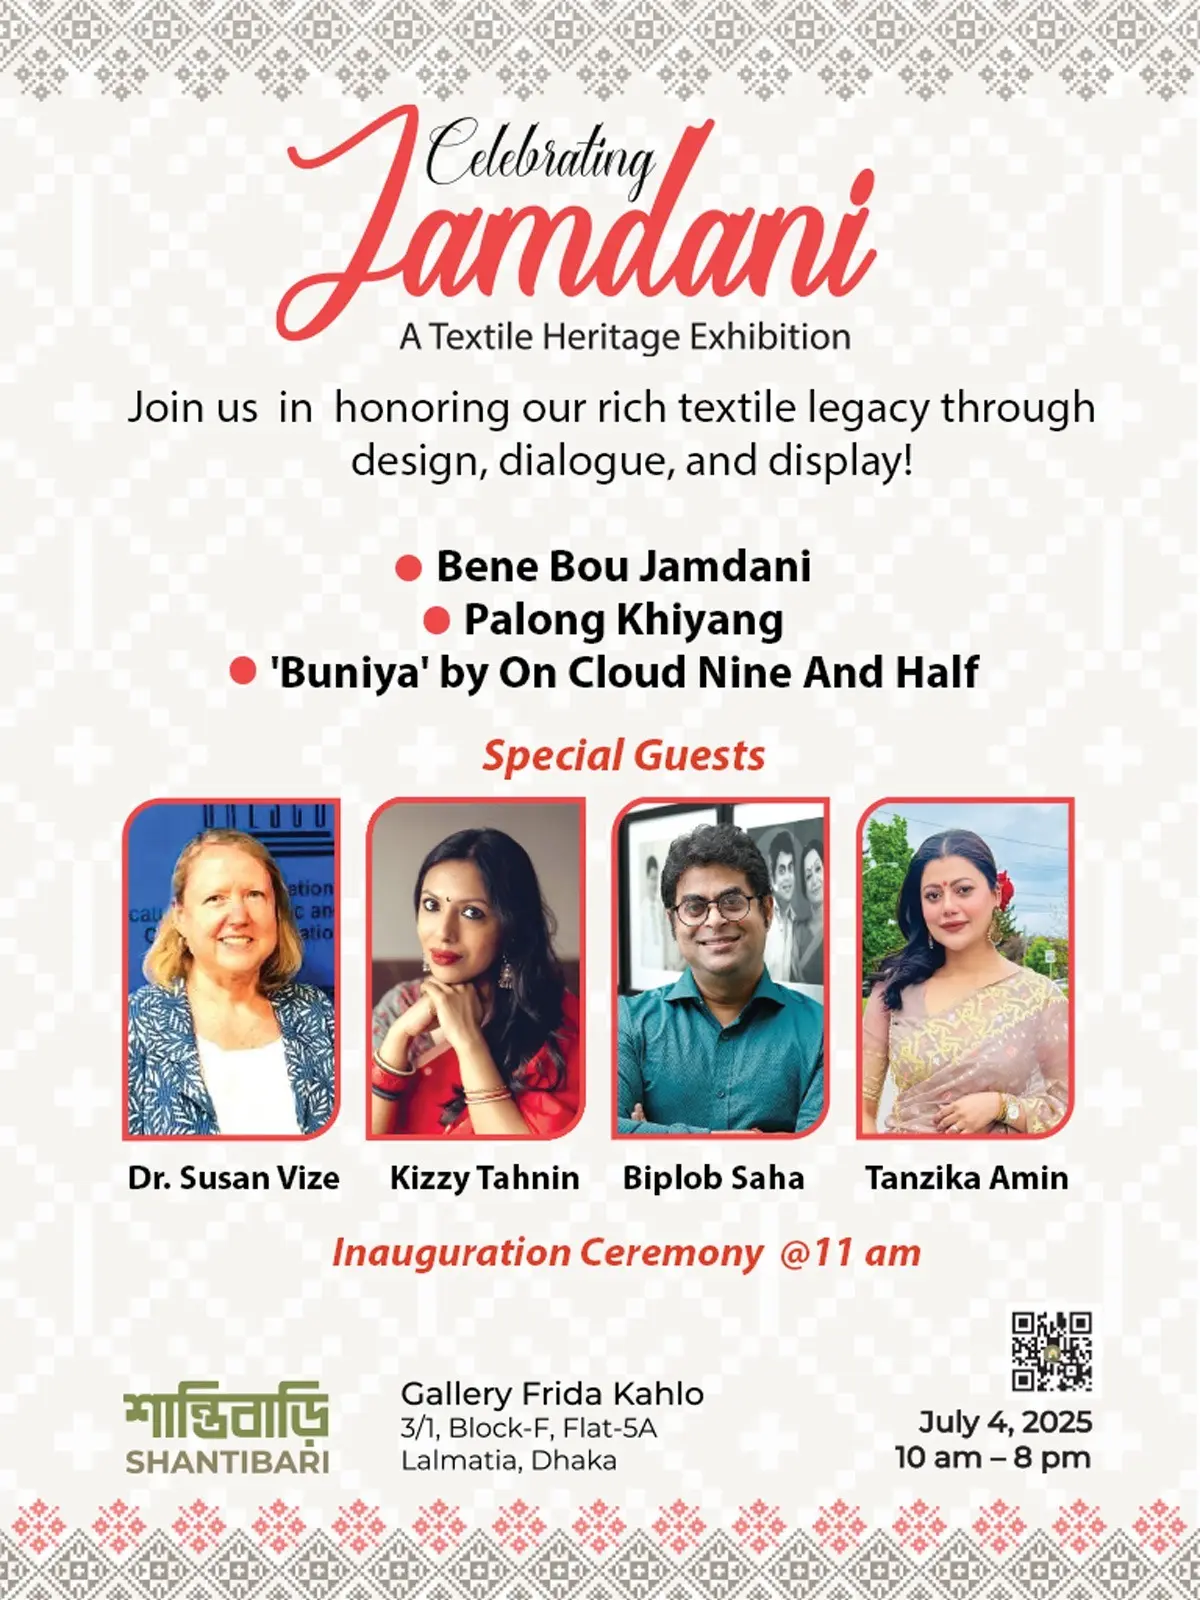 Celebrating
Jamdani
A Textile Heritage Exhibition
Join us in honoring our rich textile legacy through
design, dialogue, and display!
Bene Bou Jamdani
Palong Khiyang
'Buniya' by On Cloud Nine And Half
Special Guests
Dr. Susan Vize
Kizzy Tahnin
Biplob Saha
Tanzika Amin
Inauguration Ceremony @11 am
শান্তিবাড়ি
SHANTIBARI
Gallery Frida Kahlo
3/1, Block-F, Flat-5A
Lalmatia, Dhaka
July 4, 2025
10 am – 8 pm